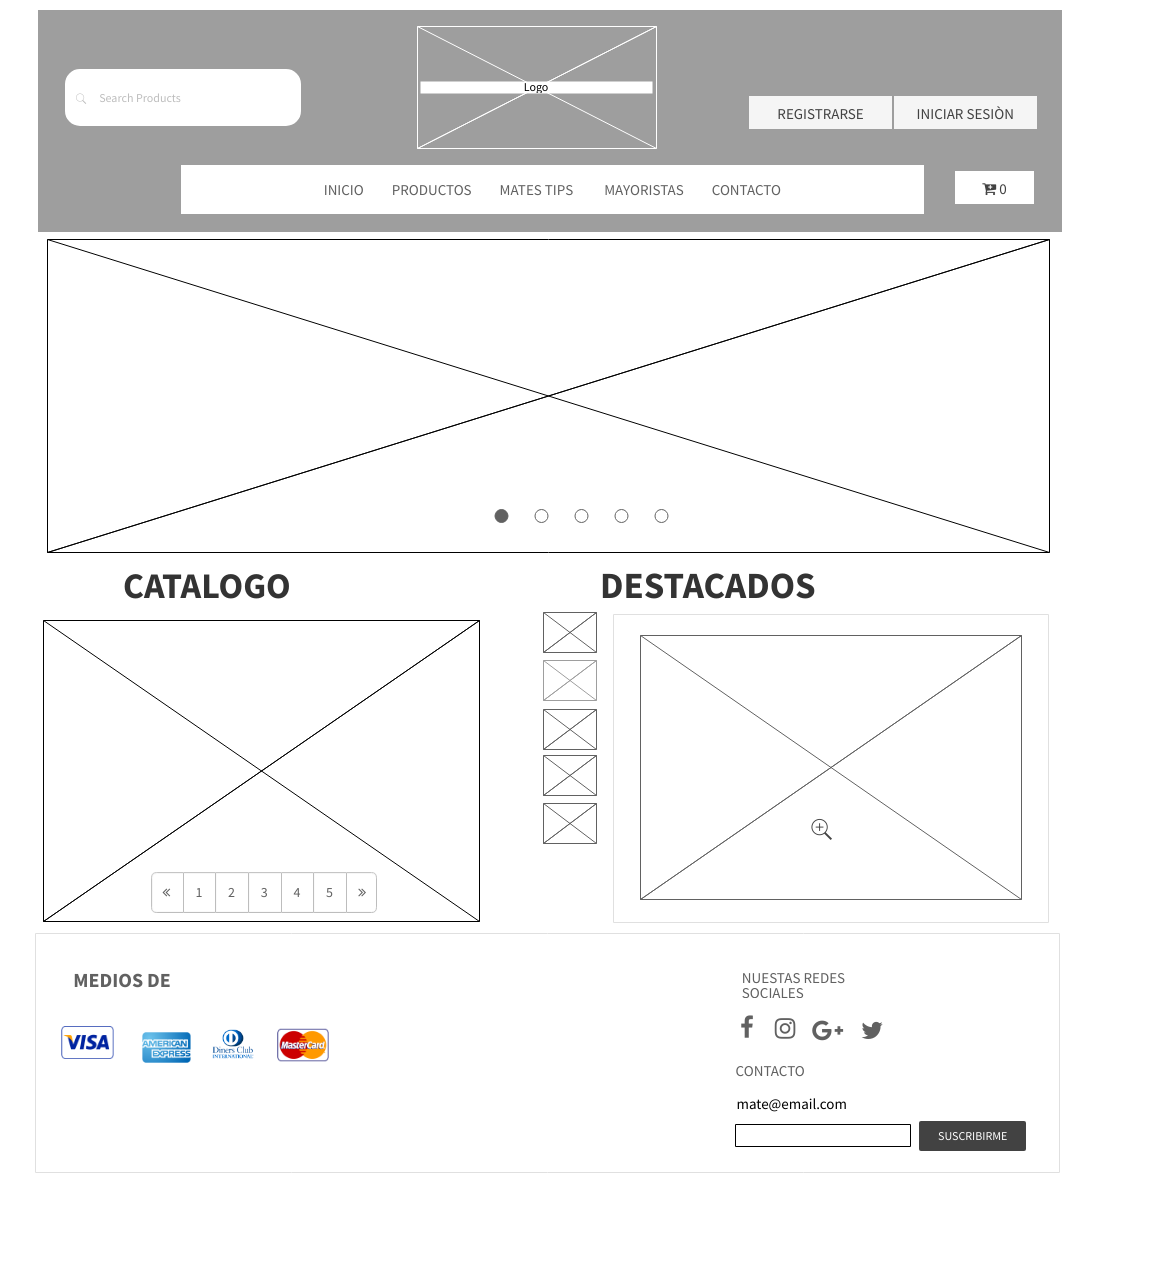 Search Products
Logo
REGISTRARSE
INICIAR SESIÒN
INICIO PRODUCTOS MATES TIPS MAYORISTAS CONTACTO
0
CATALOGO
DESTACADOS
« 1 2 3 4 5 »
MEDIOS DE
VISA
AMERICAN
EXPRESS
Diners Club
INTERNATIONAL
MasterCard
NUESTAS REDES
SOCIALES
CONTACTO
mate@email.com
SUSCRIBIRME